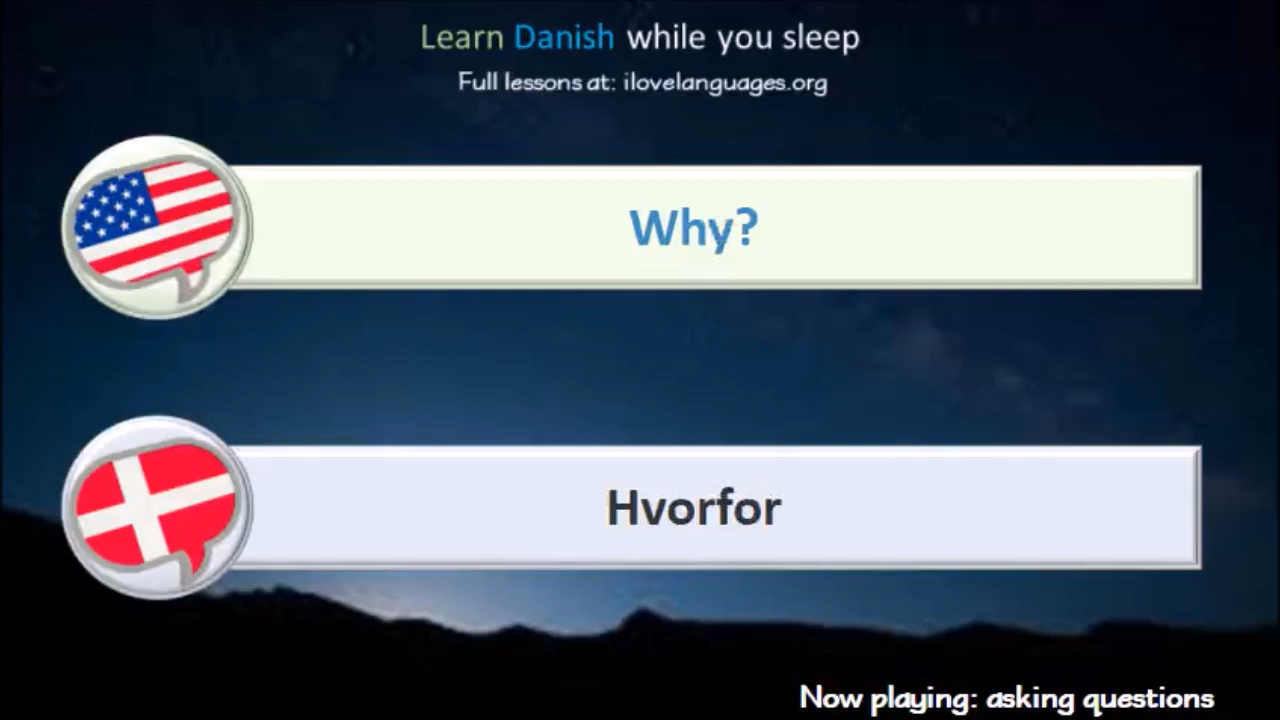 Learn Danish while you sleep
Full lessons at: ilovelanguages.org
Why?
Hvorfor
Now playing: asking questions